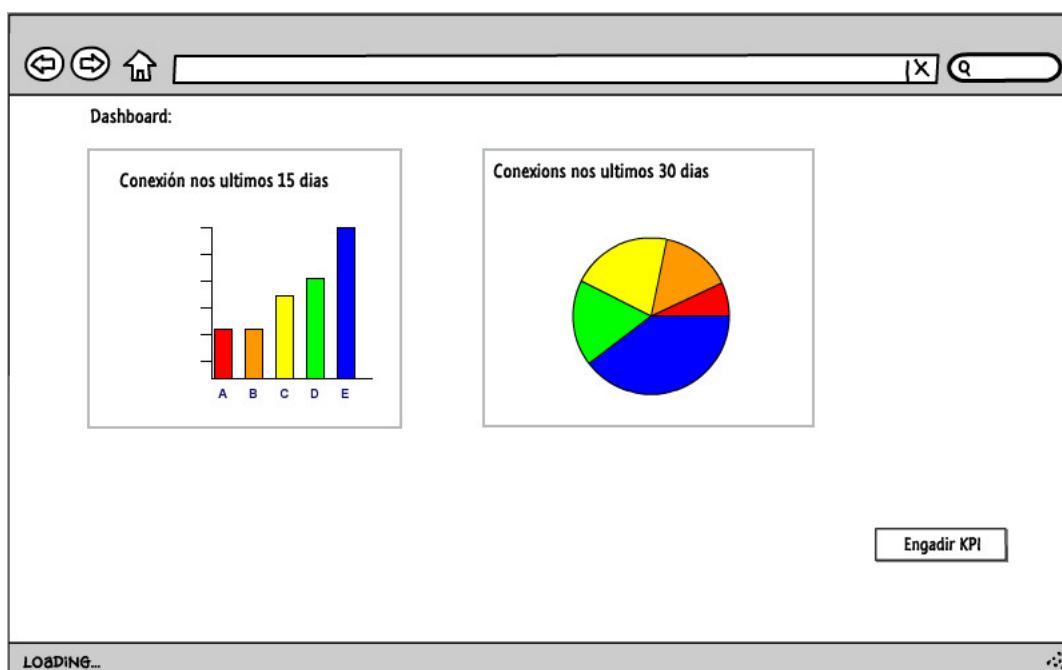 Dashboard:
Conexión nos ultimos 15 dias
A B C D E
Conexions nos ultimos 30 dias
Engadir KPI
LOADING...